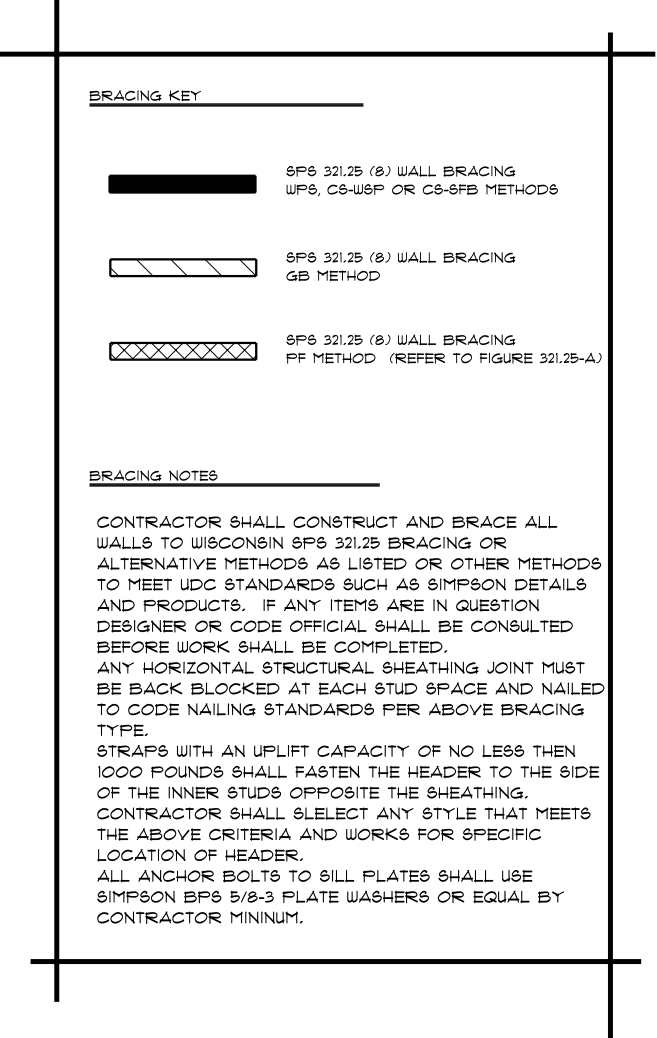 BRACING KEY
SPS 321.25 (8) WALL BRACING
WPS, CS-WSP OR CS-SFB METHODS
SPS 321.25 (8) WALL BRACING
GB METHOD
SPS 321.25 (8) WALL BRACING
PF METHOD (REFER TO FIGURE 321.25-A)
BRACING NOTES
CONTRACTOR SHALL CONSTRUCT AND BRACE ALL
WALLS TO WISCONSIN SPS 321.25 BRACING OR
ALTERNATIVE METHODS AS LISTED OR OTHER METHODS
TO MEET UDC STANDARDS SUCH AS SIMPSON DETAILS
AND PRODUCTS. IF ANY ITEMS ARE IN QUESTION
DESIGNER OR CODE OFFICIAL SHALL BE CONSULTED
BEFORE WORK SHALL BE COMPLETED.
ANY HORIZONTAL STRUCTURAL SHEATHING JOINT MUST
BE BACK BLOCKED AT EACH STUD SPACE AND NAILED
TO CODE NAILING STANDARDS PER ABOVE BRACING
TYPE.
STRAPS WITH AN UPLIFT CAPACITY OF NO LESS THEN
1000 POUNDS SHALL FASTEN THE HEADER TO THE SIDE
OF THE INNER STUDS OPPOSITE THE SHEATHING.
CONTRACTOR SHALL SLELECT ANY STYLE THAT MEETS
THE ABOVE CRITERIA AND WORKS FOR SPECIFIC
LOCATION OF HEADER.
ALL ANCHOR BOLTS TO SILL PLATES SHALL USE
SIMPSON BPS 5/8-3 PLATE WASHERS OR EQUAL BY
CONTRACTOR MININUM.